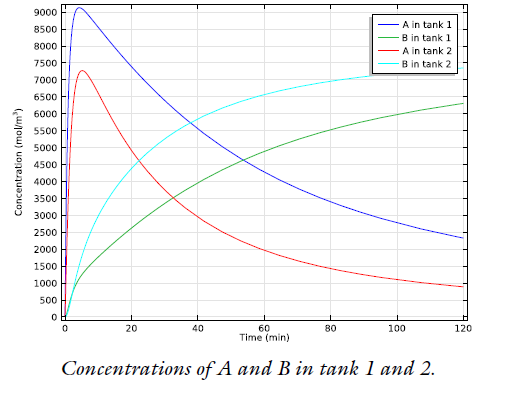 9000
8500
8000
7500
7000
6500
6000
5500
5000
4500
4000
3500
3000
2500
2000
1500
1000
500
0
Concentration (mol/m³)
A in tank 1
B in tank 1
A in tank 2
B in tank 2
0 20 40 60 80 100 120
Time (min)
Concentrations of A and B in tank 1 and 2.